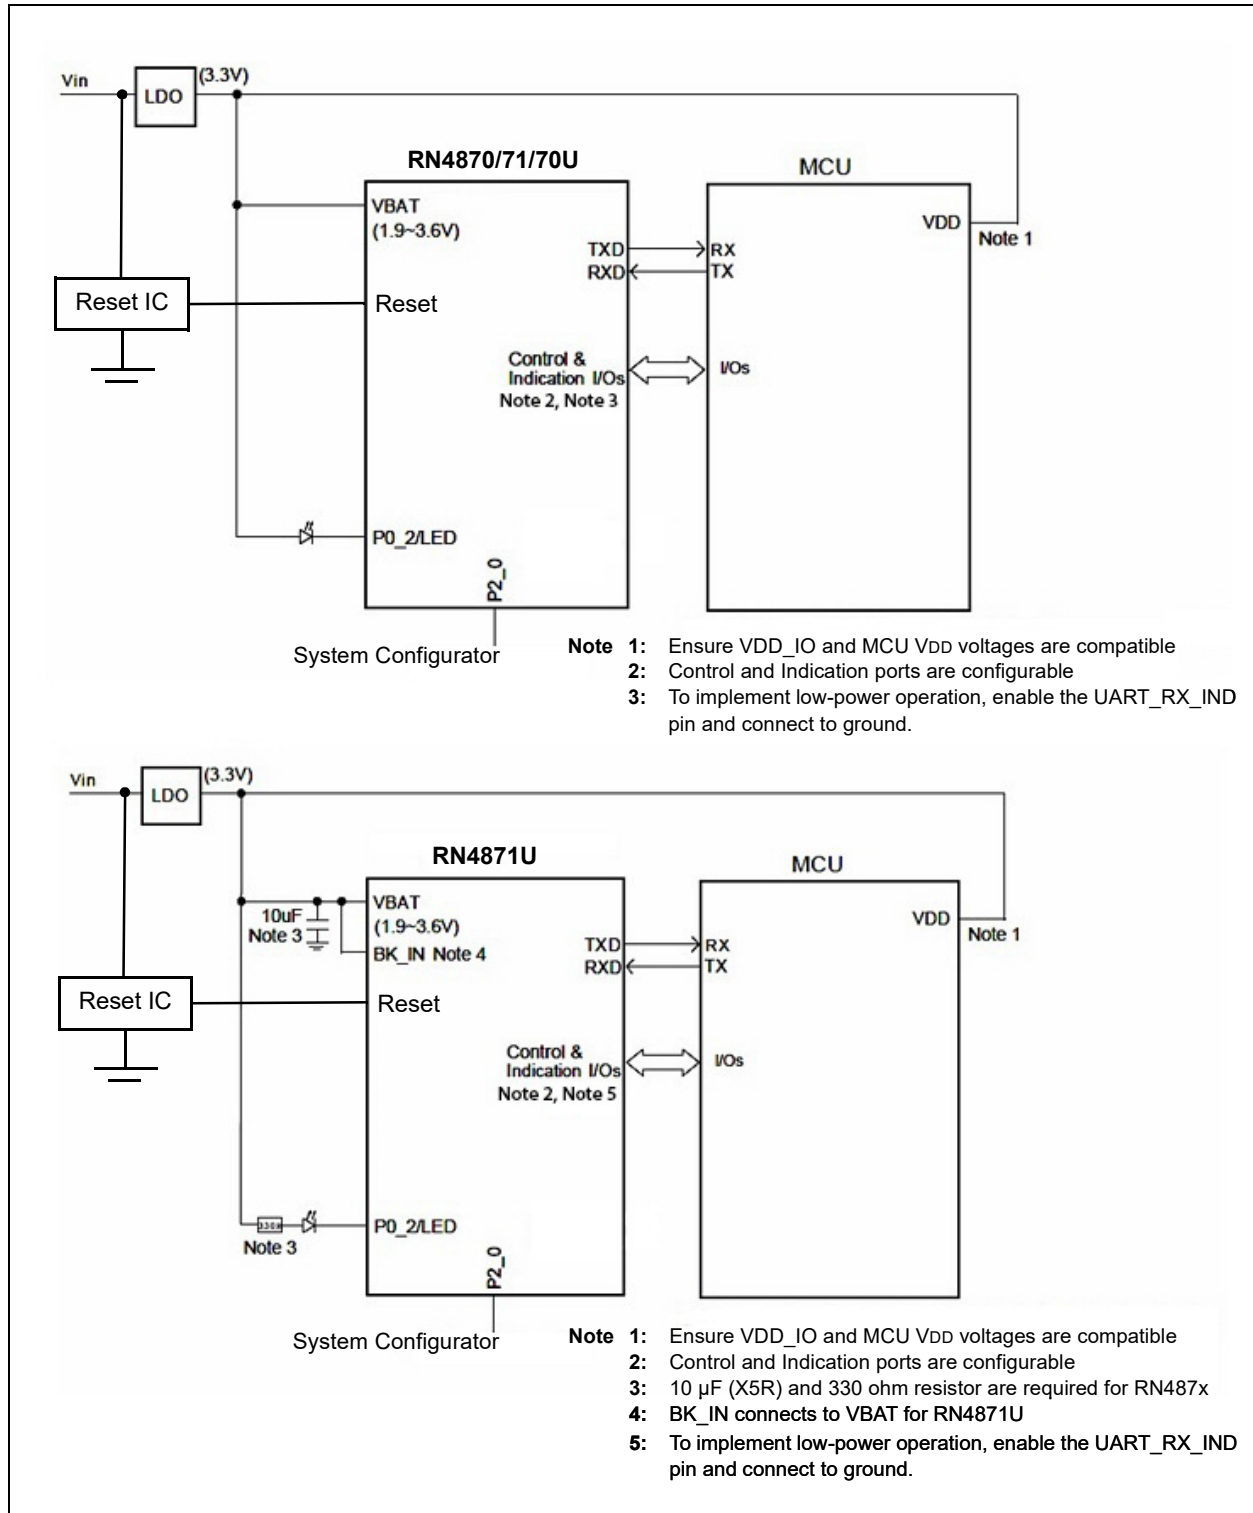 Vin
LDO
(3.3V)
RN4870/71/70U
MCU
VBAT
(1.9~3.6V)
VDD
Note 1
TXD
RX
RXD
TX
Reset IC
Reset
Control &
Indication I/Os
I/Os
Note 2, Note 3
P0_2/LED
P2_0
System Configurator
Note 1: Ensure VDD_IO and MCU VDD voltages are compatible
2: Control and Indication ports are configurable
3: To implement low-power operation, enable the UART_RX_IND
pin and connect to ground.
Vin
LDO
(3.3V)
RN4871U
MCU
VBAT
10uF
Note 3
(1.9~3.6V)
BK_IN Note 4
VDD
Note 1
TXD
RX
RXD
TX
Reset IC
Reset
Control &
Indication I/Os
I/Os
Note 2, Note 5
P0_2/LED
Note 3
P2_0
System Configurator
Note 1: Ensure VDD_IO and MCU VDD voltages are compatible
2: Control and Indication ports are configurable
3: 10 µF (X5R) and 330 ohm resistor are required for RN487x
4: BK_IN connects to VBAT for RN4871U
5: To implement low-power operation, enable the UART_RX_IND
pin and connect to ground.